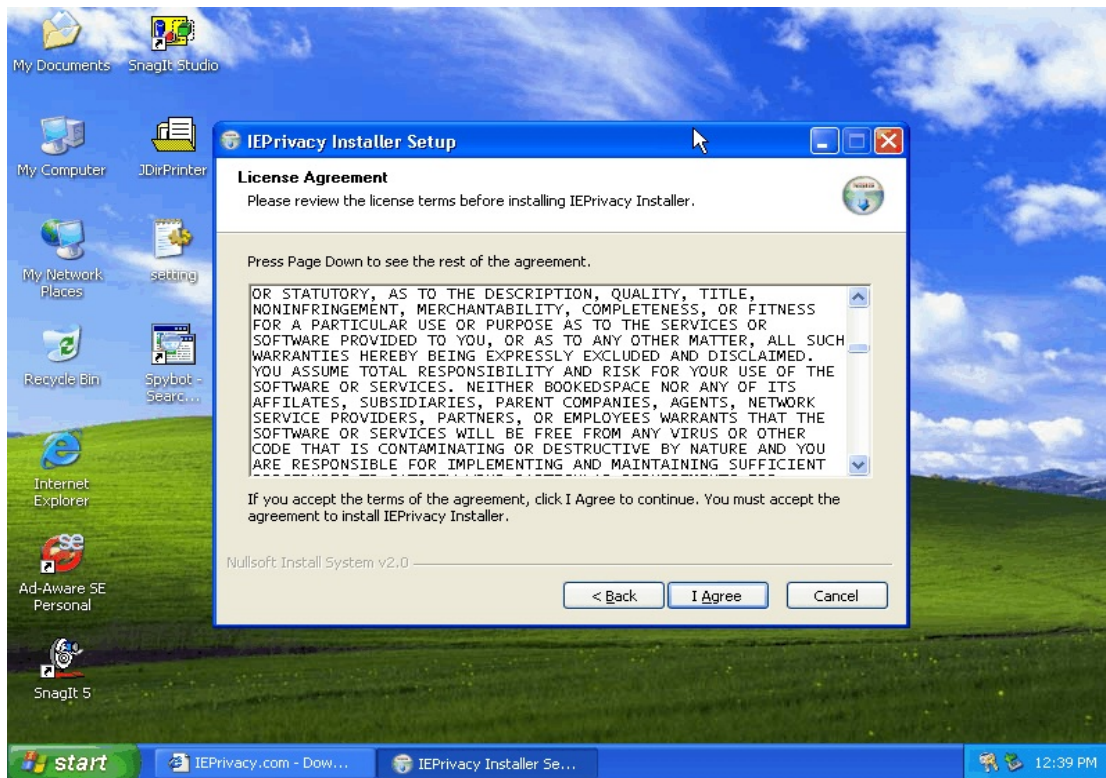 My Documents
SnagIt Studio
My Computer
JDirPrinter
My Network
Places
setting
Recycle Bin
Spybot -
Searc...
Internet
Explorer
Ad-Aware SE
Personal
SnagIt 5
IEPrivacy Installer Setup
License Agreement
Please review the license terms before installing IEPrivacy Installer.
Press Page Down to see the rest of the agreement.
OR STATUTORY, AS TO THE DESCRIPTION, QUALITY, TITLE,
NONINFRINGEMENT, MERCHANTABILITY, COMPLETENESS, OR FITNESS
FOR A PARTICULAR USE OR PURPOSE AS TO THE SERVICES OR
SOFTWARE PROVIDED TO YOU, OR AS TO ANY OTHER MATTER, ALL SUCH
WARRANTIES HEREBY BEING EXPRESSLY EXCLUDED AND DISCLAIMED.
YOU ASSUME TOTAL RESPONSIBILITY AND RISK FOR YOUR USE OF THE
SOFTWARE OR SERVICES. NEITHER BOOKEDSPACE NOR ANY OF ITS
AFFILATES, SUBSIDIARIES, PARENT COMPANIES, AGENTS, NETWORK
SERVICE PROVIDERS, PARTNERS, OR EMPLOYEES WARRANTS THAT THE
SOFTWARE OR SERVICES WILL BE FREE FROM ANY VIRUS OR OTHER
CODE THAT IS CONTAMINATING OR DESTRUCTIVE BY NATURE AND YOU
ARE RESPONSIBLE FOR IMPLEMENTING AND MAINTAINING SUFFICIENT
If you accept the terms of the agreement, click I Agree to continue. You must accept the
agreement to install IEPrivacy Installer.
Nullsoft Install System v2.0
< Back
I Agree
Cancel
start
IEPrivacy.com - Dow...
IEPrivacy Installer Se...
12:39 PM